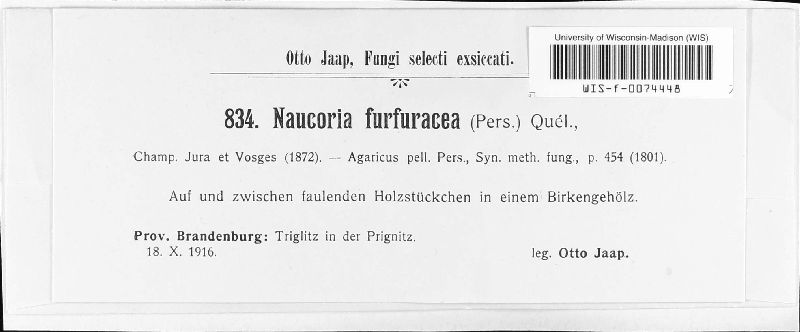 University of Wisconsin-Madison (WIS)
WIS-f-0074448
Otto Jaap, Fungi selecti exsiccati.
834. Naucoria furfuracea (Pers.) Quél.,
Champ. Jura et Vosges (1872). — Agaricus pell. Pers., Syn. meth. fung., p. 454 (1801).
Auf und zwischen faulenden Holzstückchen in einem Birkengehölz.
Prov. Brandenburg: Triglitz in der Prignitz.
18. X. 1916.
leg. Otto Jaap.